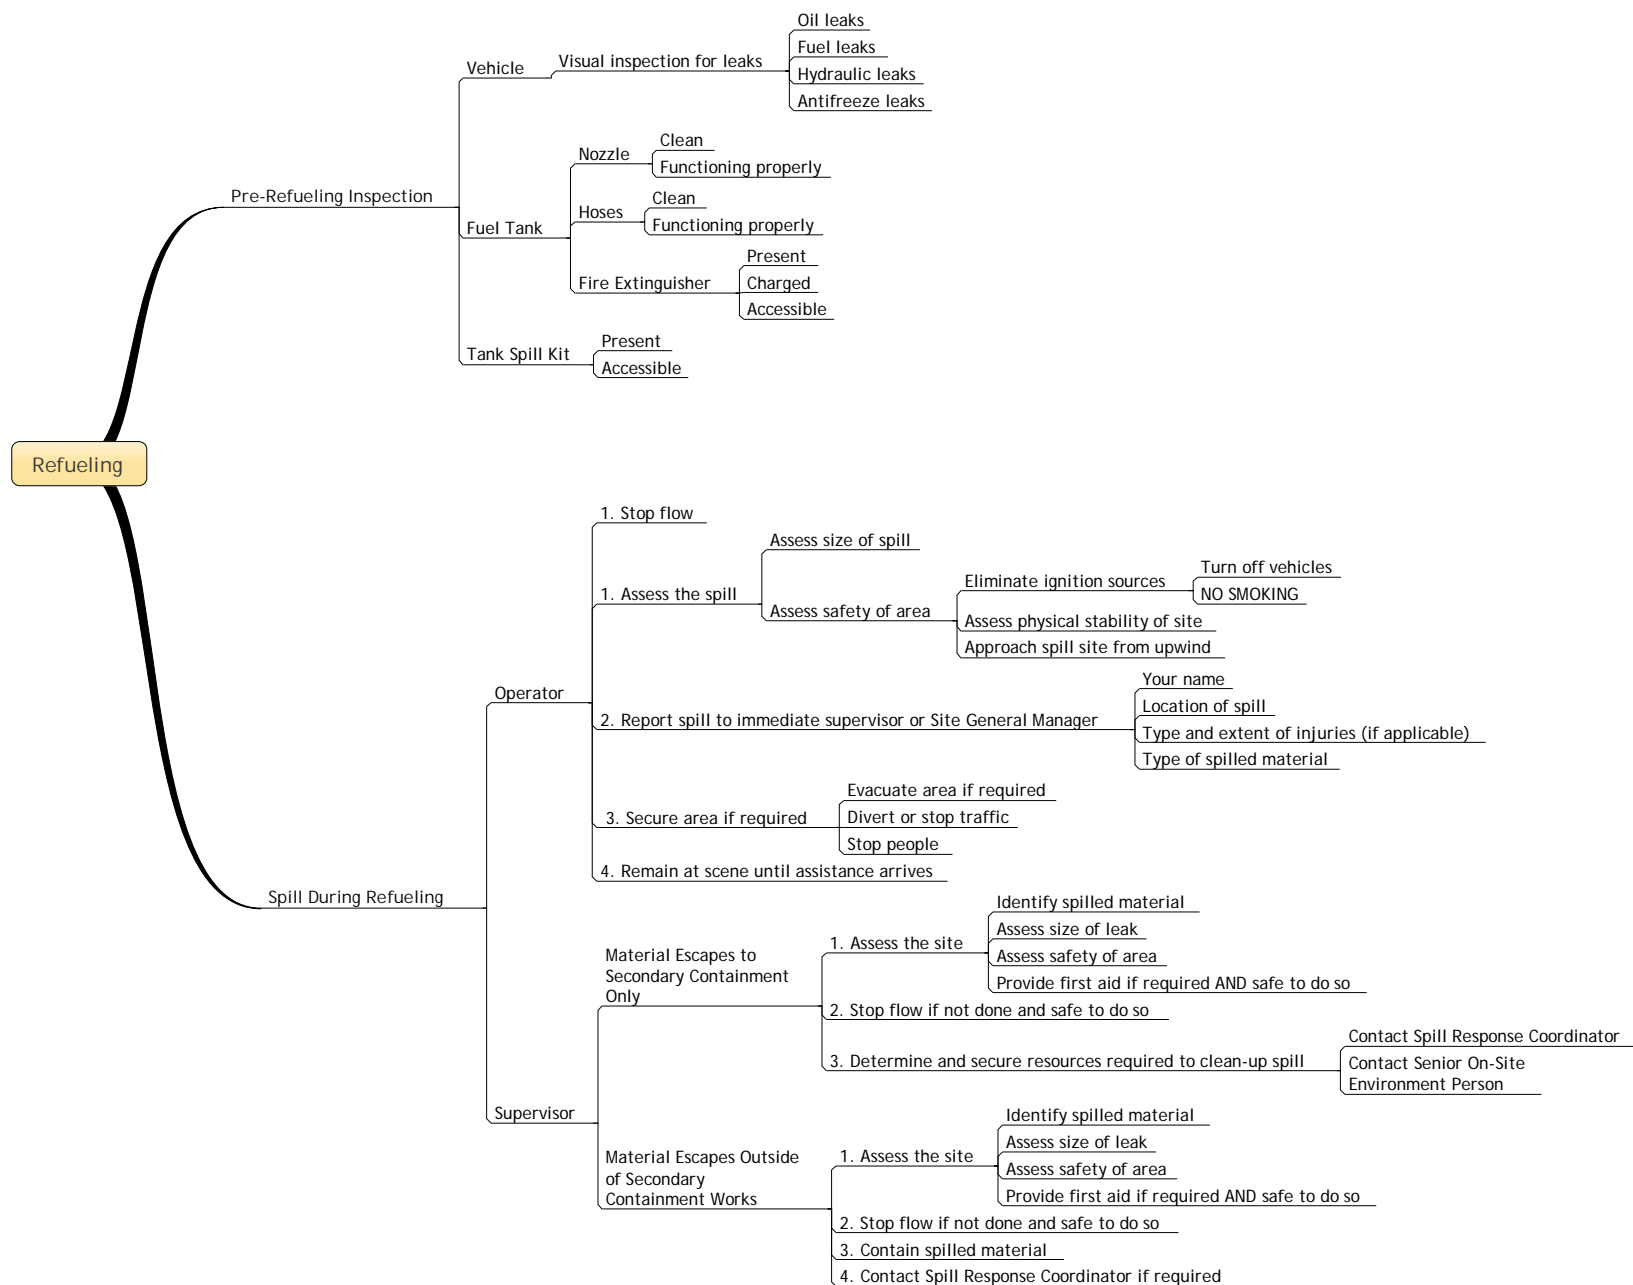 Refueling
Pre-Refueling Inspection
Vehicle
Visual inspection for leaks
Oil leaks
Fuel leaks
Hydraulic leaks
Antifreeze leaks
Fuel Tank
Nozzle
Clean
Functioning properly
Hoses
Clean
Functioning properly
Fire Extinguisher
Present
Charged
Accessible
Tank Spill Kit
Present
Accessible
Spill During Refueling
Operator
1. Stop flow
1. Assess the spill
Assess size of spill
Assess safety of area
Eliminate ignition sources
Turn off vehicles
NO SMOKING
Assess physical stability of site
Approach spill site from upwind
2. Report spill to immediate supervisor or Site General Manager
Your name
Location of spill
Type and extent of injuries (if applicable)
Type of spilled material
3. Secure area if required
Evacuate area if required
Divert or stop traffic
Stop people
4. Remain at scene until assistance arrives
Supervisor
Material Escapes to
Secondary Containment
Only
1. Assess the site
Identify spilled material
Assess size of leak
Assess safety of area
Provide first aid if required AND safe to do so
2. Stop flow if not done and safe to do so
3. Determine and secure resources required to clean-up spill
Contact Spill Response Coordinator
Contact Senior On-Site
Environment Person
Material Escapes Outside
of Secondary
Containment Works
1. Assess the site
Identify spilled material
Assess size of leak
Assess safety of area
Provide first aid if required AND safe to do so
2. Stop flow if not done and safe to do so
3. Contain spilled material
4. Contact Spill Response Coordinator if required